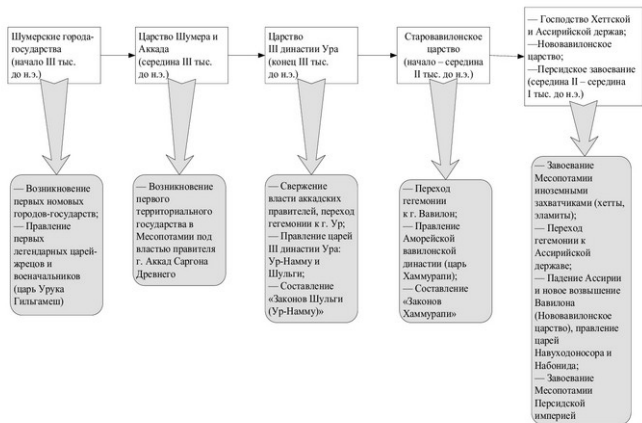 Шумерские города-
государства
(начало III тыс.
до н.э.)
Царство Шумера и
Аккада
(середина III тыс.
до н.э.)
Царство
III династии Ура
(конец III тыс.
до н.э.)
Старовавилонское
царство
(начало – середина
II тыс. до н.э.)
— Господство Хеттской
и Ассирийской держав;
—Нововавилонское
царство;
—Персидское завоевание
(середина II – середина
I тыс. до н.э.)
— Возникновение
первых номовых
городов-государств;
— Правление
первых
легендарных царей-
жрецов и
военачальников
(царь Урука
Гильгамеш)
— Возникновение
первого
территориального
государства в
Месопотамии под
властью правителя
г. Аккад Саргона
Древнего
— Свержение
власти аккадских
правителей, переход
гегемонии к г. Ур;
— Правление царей
III династии Ура:
Ур-Намму и
Шульги;
— Составление
«Законов Шульги
(Ур-Намму)»
— Переход
гегемонии
к г. Вавилон;
— Правление
Аморейской
вавилонской
династии (царь
Хаммурапи);
— Составление
«Законов
Хаммурапи»
— Завоевание
Месопотамии
иноземными
захватчиками (хетты,
эламиты);
— Переход
гегемонии к
Ассирийской
державе;
— Падение Ассирии
и новое возвышение
Вавилона
(Нововавилонское
царство), правление
царей
Навуходоносора и
Набонида;
— Завоевание
Месопотамии
Персидской
империей